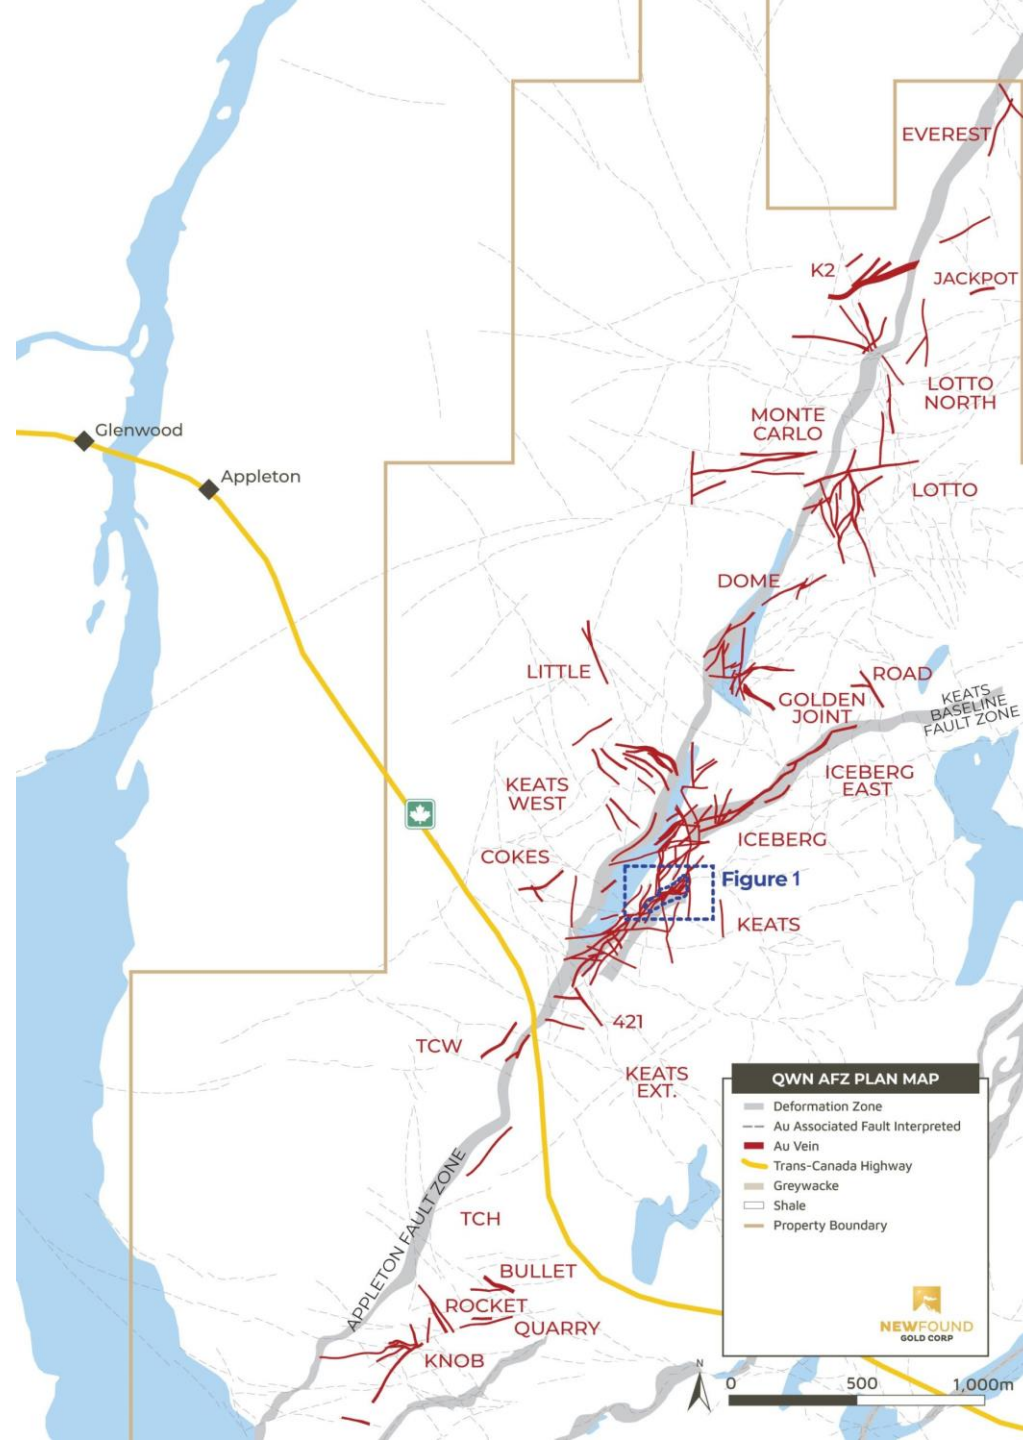 EVEREST
K2
JACKPOT
LOTTO
NORTH
MONTE
CARLO
Glenwood
Appleton
LOTTO
DOME
LITTLE
ROAD
GOLDEN
JOINT
KEATS
BASELINE
FAULT ZONE
ICEBERG
EAST
KEATS
WEST
ICEBERG
COKES
Figure 1
KEATS
421
TCW
KEATS
EXT.
APPLETON FAULT ZONE
TCH
BULLET
ROCKET
QUARRY
KNOB
QWN AFZ PLAN MAP
Deformation Zone
Au Associated Fault Interpreted
Au Vein
Trans-Canada Highway
Greywacke
Shale
Property Boundary
NEWFOUND
GOLD CORP
N
0 500 1,000m